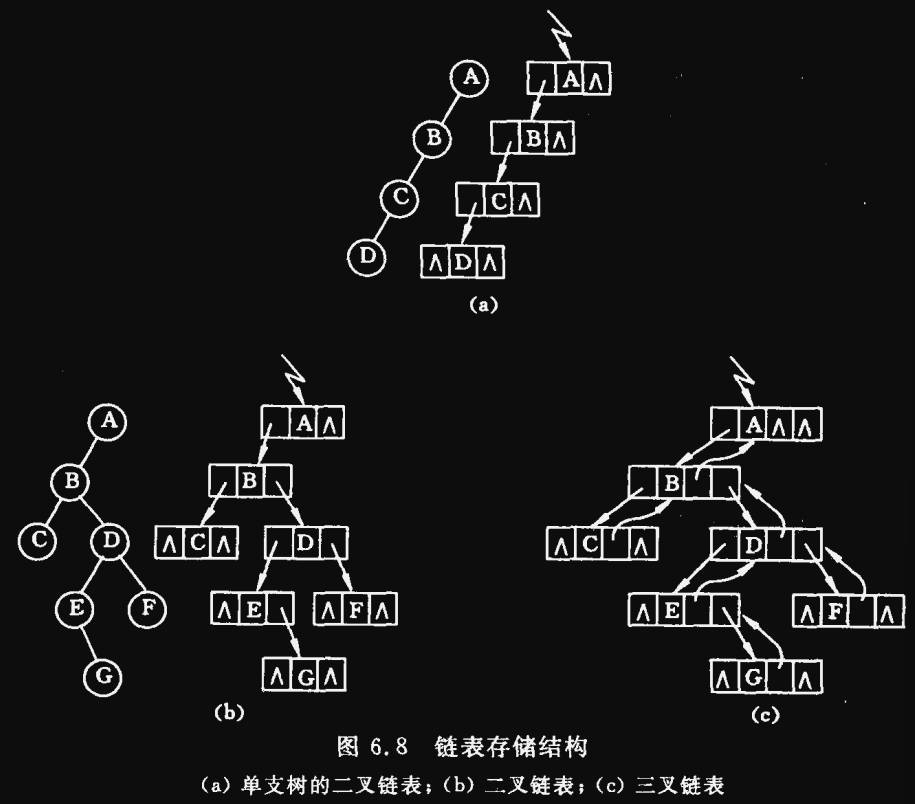 A A ∧
B B ∧
C C ∧
D ∧ D ∧
(a)
A A ∧ A ∧ ∧
B B B
C D ∧ C ∧ D ∧ C ∧ D
E F ∧ E ∧ F ∧ ∧ E ∧ F ∧
G ∧ G ∧ ∧ G ∧
(b) (c)
图 6.8 链表存储结构
(a) 单支树的二叉链表; (b) 二叉链表; (c) 三叉链表